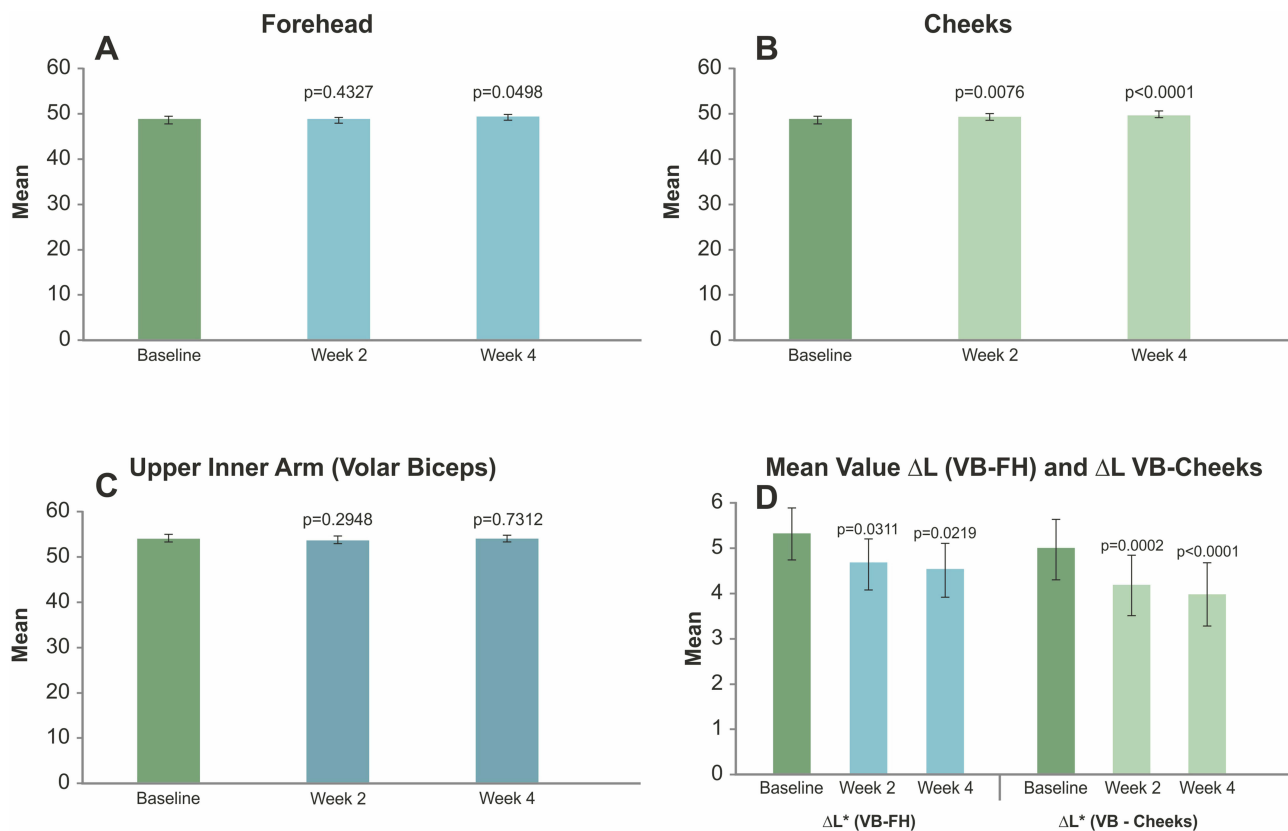 Forehead
A
60
50
40
30
20
10
0
Mean
p=0.4327
p=0.0498
Baseline
Week 2
Week 4
Cheeks
B
60
50
40
30
20
10
0
Mean
p=0.0076
p<0.0001
Baseline
Week 2
Week 4
Upper Inner Arm (Volar Biceps)
C
60
50
40
30
20
10
0
Mean
p=0.2948
p=0.7312
Baseline
Week 2
Week 4
Mean Value ΔL (VB-FH) and ΔL VB-Cheeks
D
6
5
4
3
2
1
0
Mean
p=0.0311
p=0.0219
p=0.0002
p<0.0001
Baseline
Week 2
Week 4
Baseline
Week 2
Week 4
ΔL* (VB-FH)
ΔL* (VB - Cheeks)